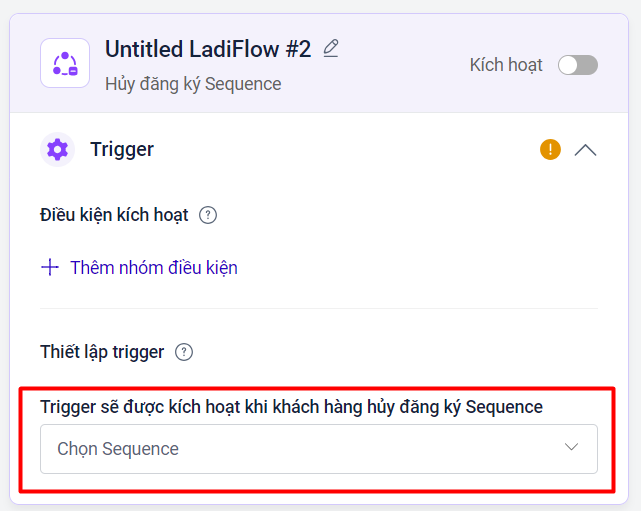 Untitled LadiFlow #2
Hủy đăng ký Sequence
Kích hoạt
Trigger
Điều kiện kích hoạt
Thêm nhóm điều kiện
Thiết lập trigger
Trigger sẽ được kích hoạt khi khách hàng hủy đăng ký Sequence
Chọn Sequence